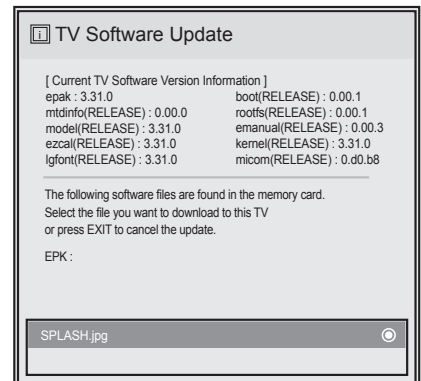 i TV Software Update
[ Current TV Software Version Information ]
epak : 3.31.0 boot(RELEASE) : 0.00.1
mtdinfo(RELEASE) : 0.00.0 rootfs(RELEASE) : 0.00.1
model(RELEASE) : 3.31.0 emanual(RELEASE) : 0.00.3
ezcal(RELEASE) : 3.31.0 kernel(RELEASE) : 3.31.0
lgfont(RELEASE) : 3.31.0 micom(RELEASE) : 0.d0.b8
The following software files are found in the memory card.
Select the file you want to download to this TV
or press EXIT to cancel the update.
EPK :
SPLASH.jpg